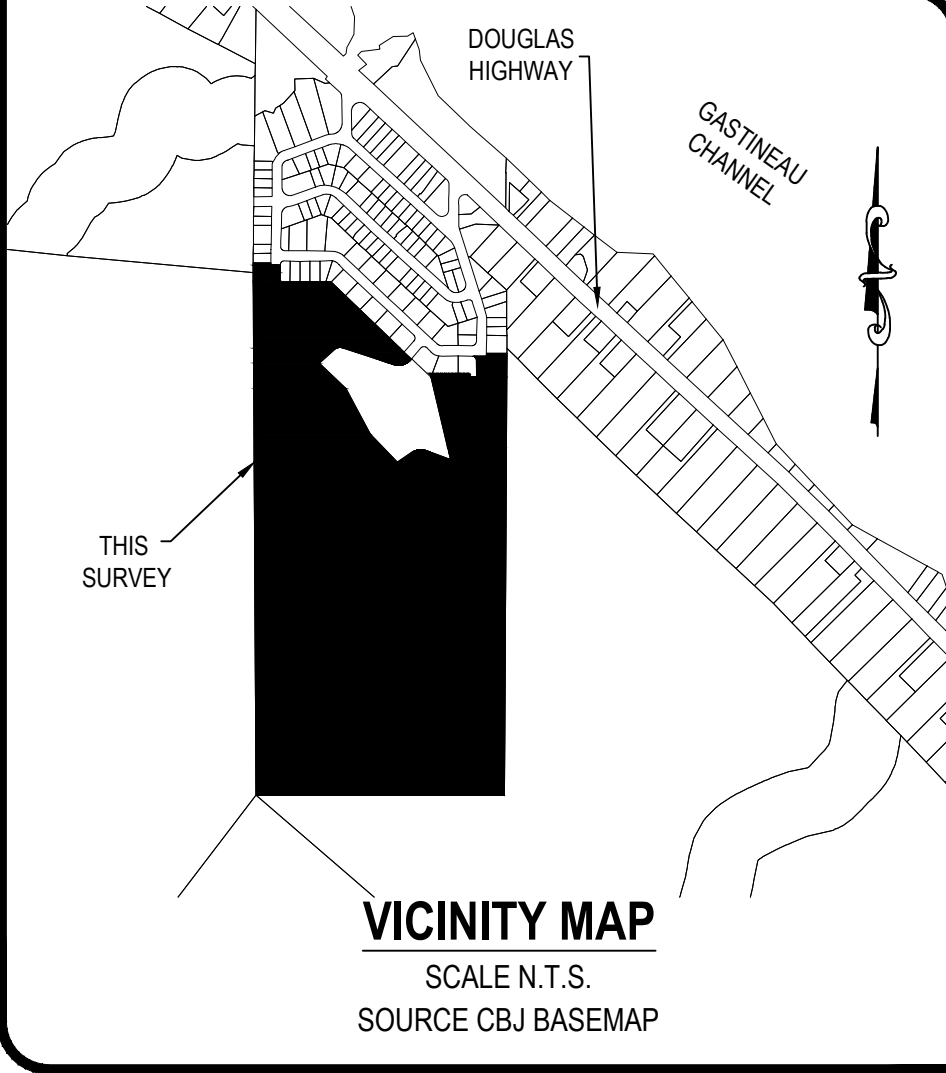 DOUGLAS
HIGHWAY
GASTINEAU
CHANNEL
THIS
SURVEY
VICINITY MAP
SCALE N.T.S.
SOURCE CBJ BASEMAP